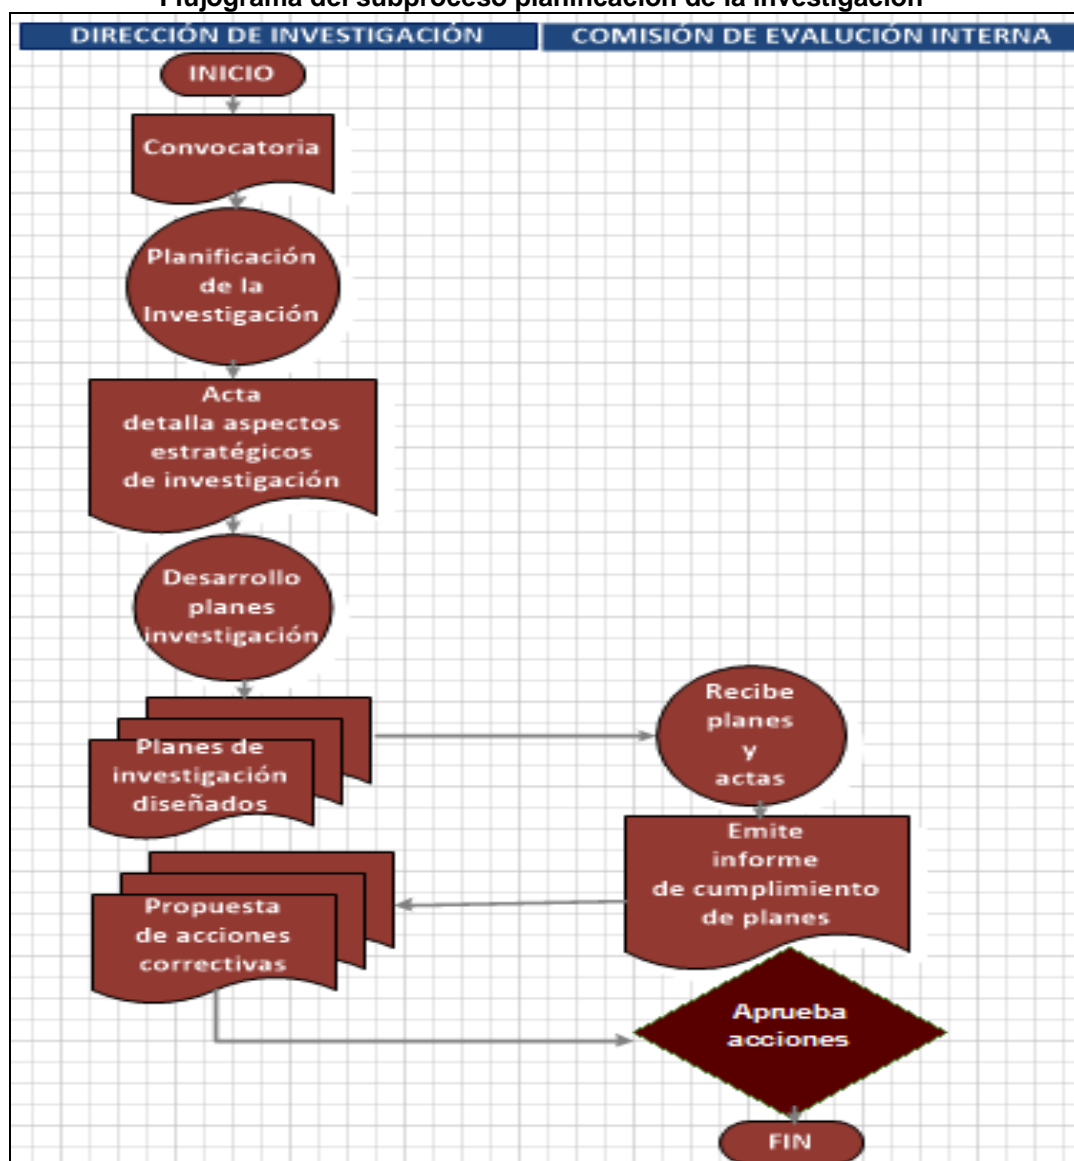 Flujograma del subproceso planificación de la investigación
DIRECCIÓN DE INVESTIGACIÓN
COMISIÓN DE EVALUCIÓN INTERNA
INICIO
Convocatoria
Planificación
de la
Investigación
Acta
detalla aspectos
estratégicos
de investigación
Desarrollo
planes
investigación
Planes de
investigación
diseñados
Recibe
planes
y
actas
Emite
informe
de cumplimiento
de planes
Propuesta
de acciones
correctivas
Aprueba
acciones
FIN